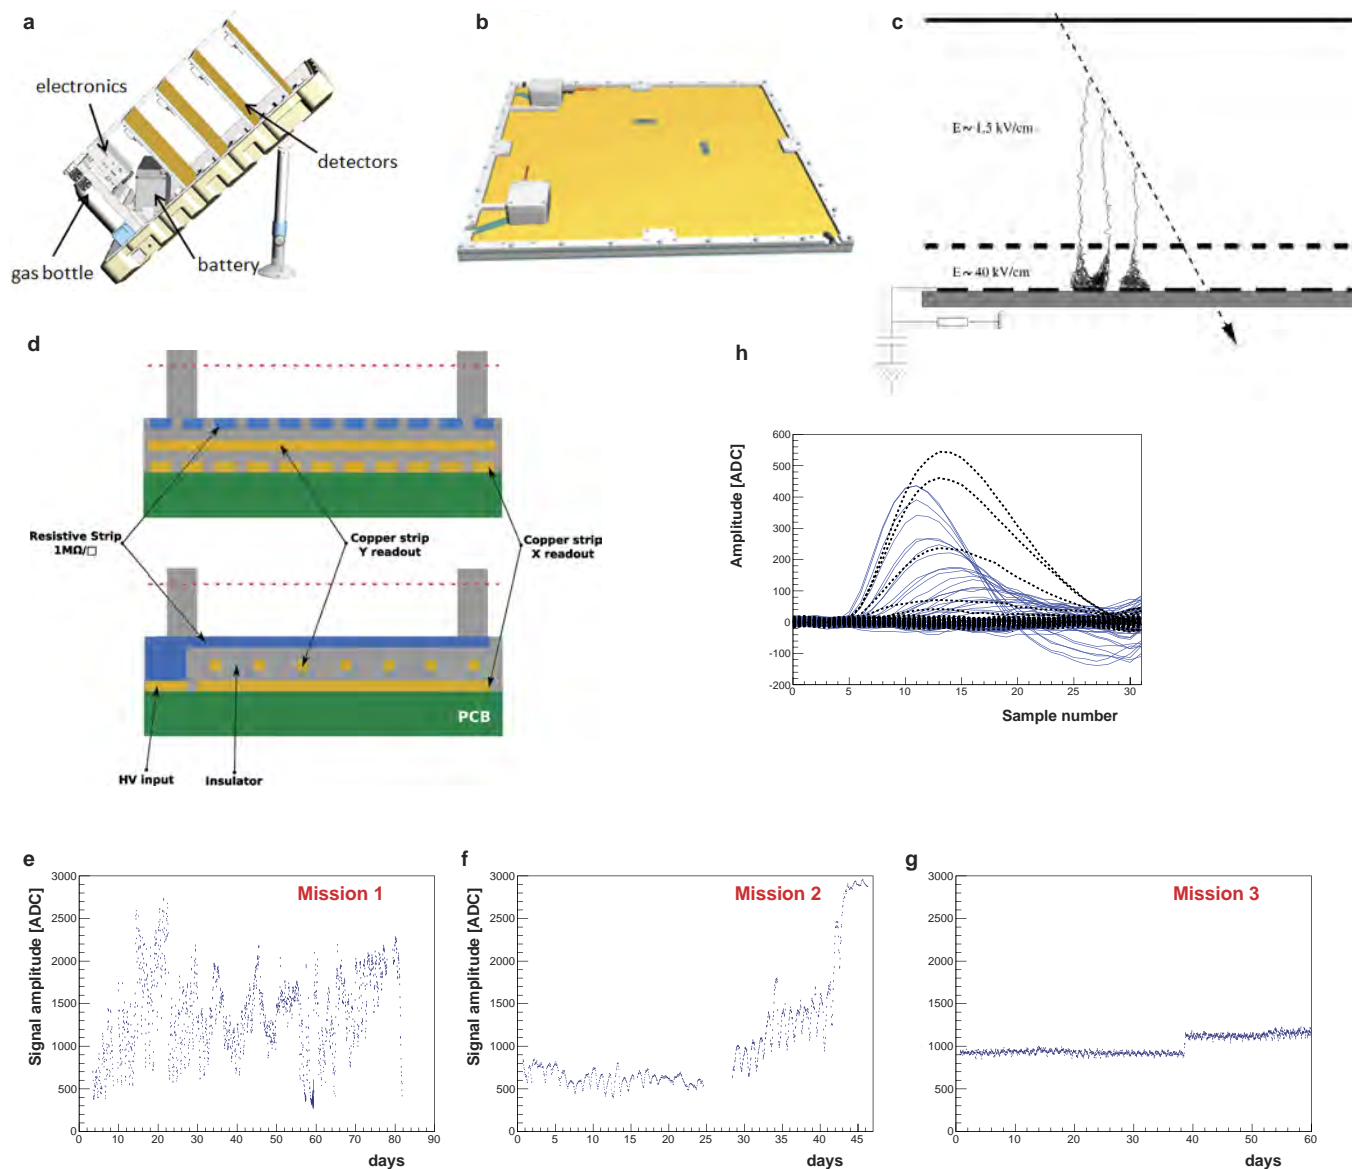 a
electronics
detectors
battery
gas bottle
b
c
E ~ 1,5 kV/cm
E ~ 40 kV/cm
d
Resistive Strip
1MΩ/□
Copper strip
Y readout
Copper strip
X readout
PCB
HV input
Insulator
h
Amplitude [ADC]
600
500
400
300
200
100
0
-100
-200
0
5
10
15
20
25
30
Sample number
e
Mission 1
Signal amplitude [ADC]
3000
2500
2000
1500
1000
500
0
0
10
20
30
40
50
60
70
80
90
days
f
Mission 2
Signal amplitude [ADC]
3000
2500
2000
1500
1000
500
0
0
5
10
15
20
25
30
35
40
45
days
g
Mission 3
3000
2500
2000
1500
1000
500
0
0
10
20
30
40
50
60
days